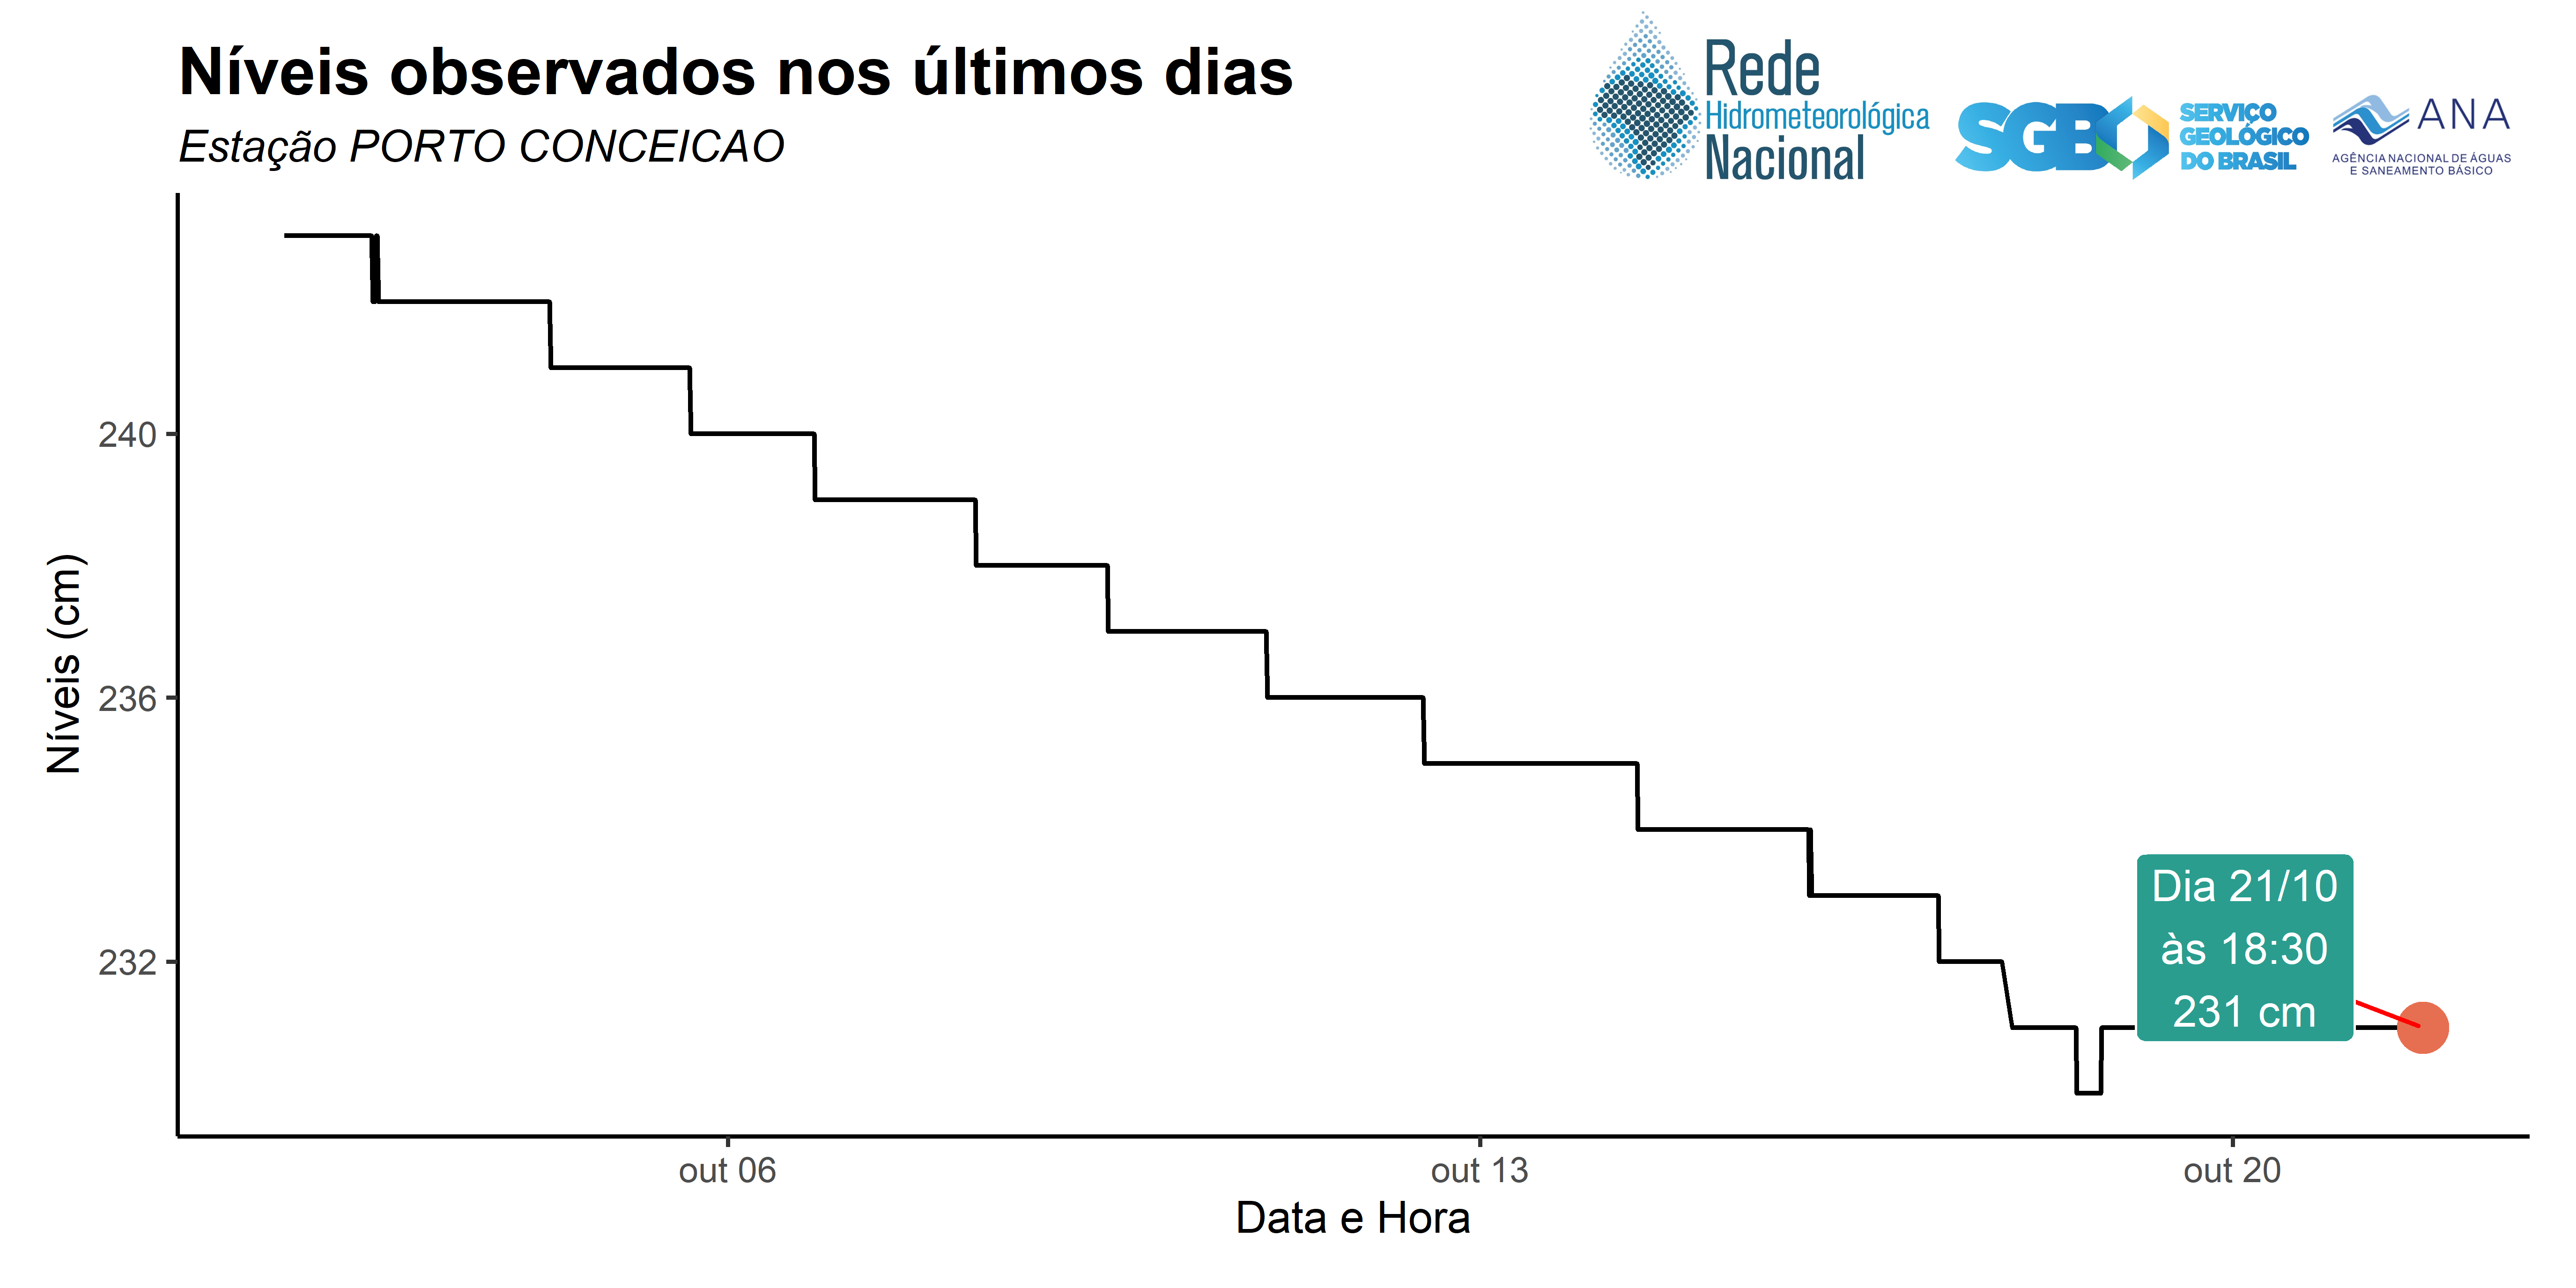 Níveis observados nos últimos dias
Estação PORTO CONCEICAO
Rede
Hidrometeorológica
Nacional
SGB
SERVIÇO
GEOLÓGICO
DO BRASIL
ANA
AGÊNCIA NACIONAL DE ÁGUAS
E SANEAMENTO BÁSICO
Níveis (cm)
240
236
232
Dia 21/10
às 18:30
231 cm
out 06
out 13
out 20
Data e Hora